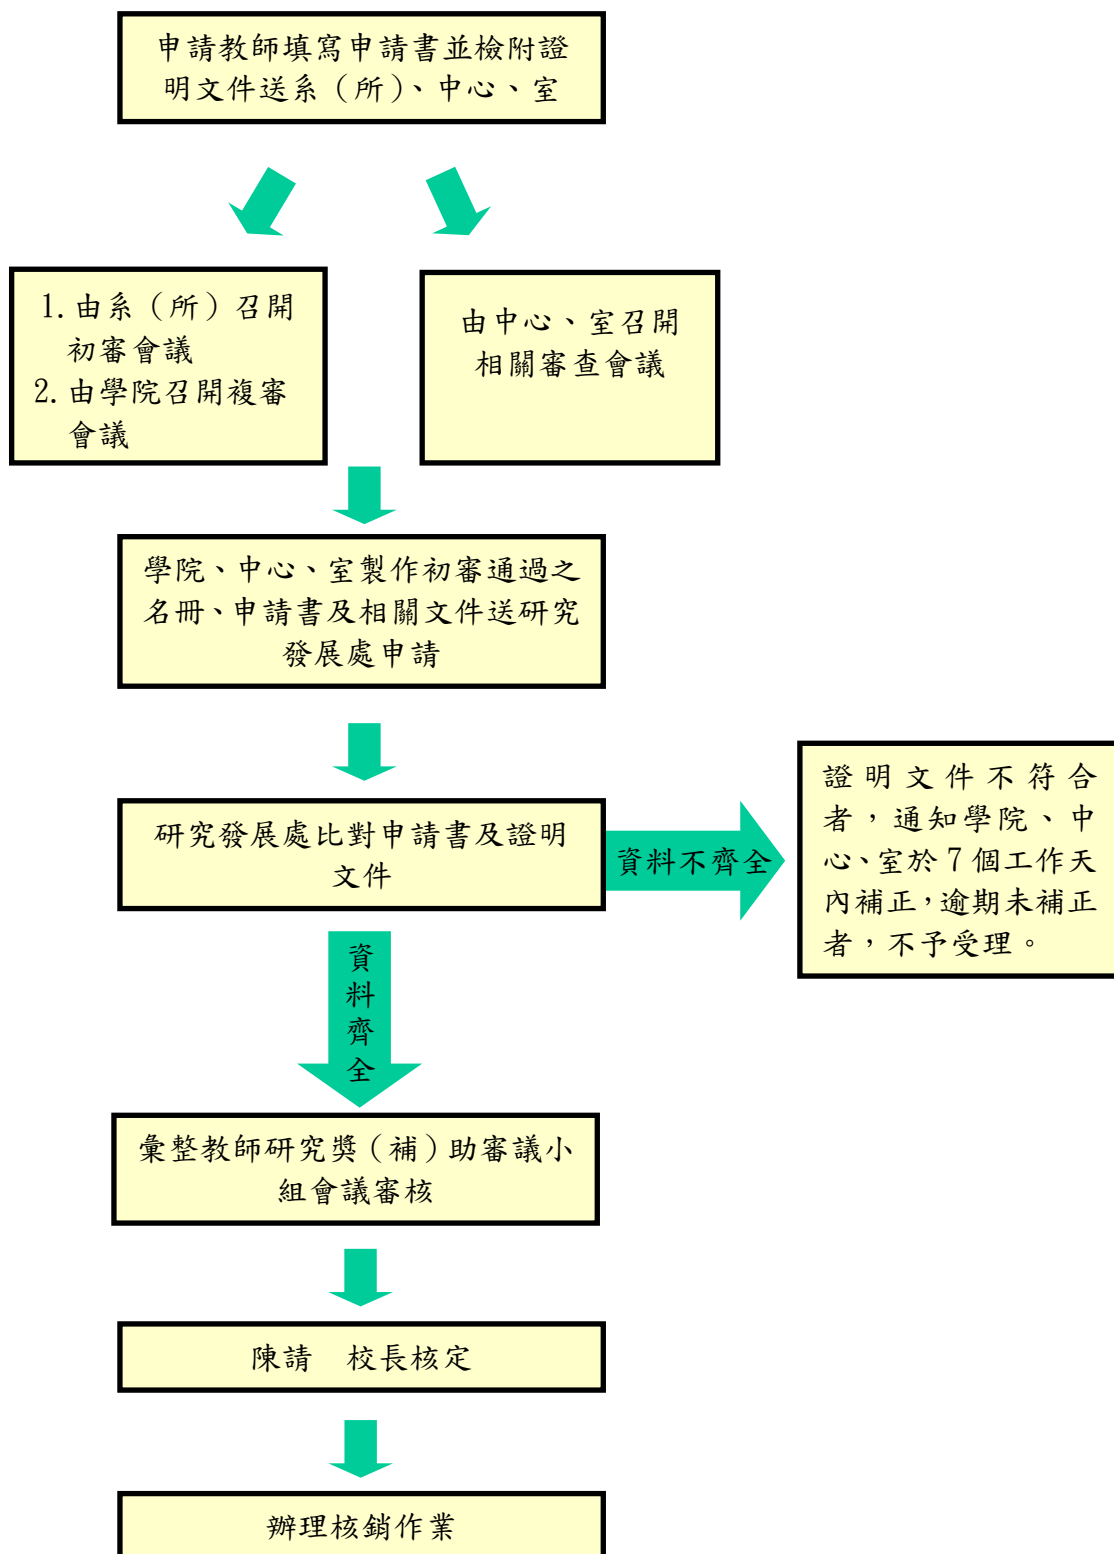 申請教師填寫申請書並檢附證
明文件送系（所）、中心、室
1. 由系（所）召開
初審會議
2. 由學院召開複審
會議
由中心、室召開
相關審查會議
學院、中心、室製作初審通過之
名冊、申請書及相關文件送研究
發展處申請
研究發展處比對申請書及證明
文件
資料不齊全
證明文件不符合
者，通知學院、中
心、室於 7 個工作天
內補正，逾期未補正
者，不予受理。
資
料
齊
全
彙整教師研究獎（補）助審議小
組會議審核
陳請　校長核定
辦理核銷作業